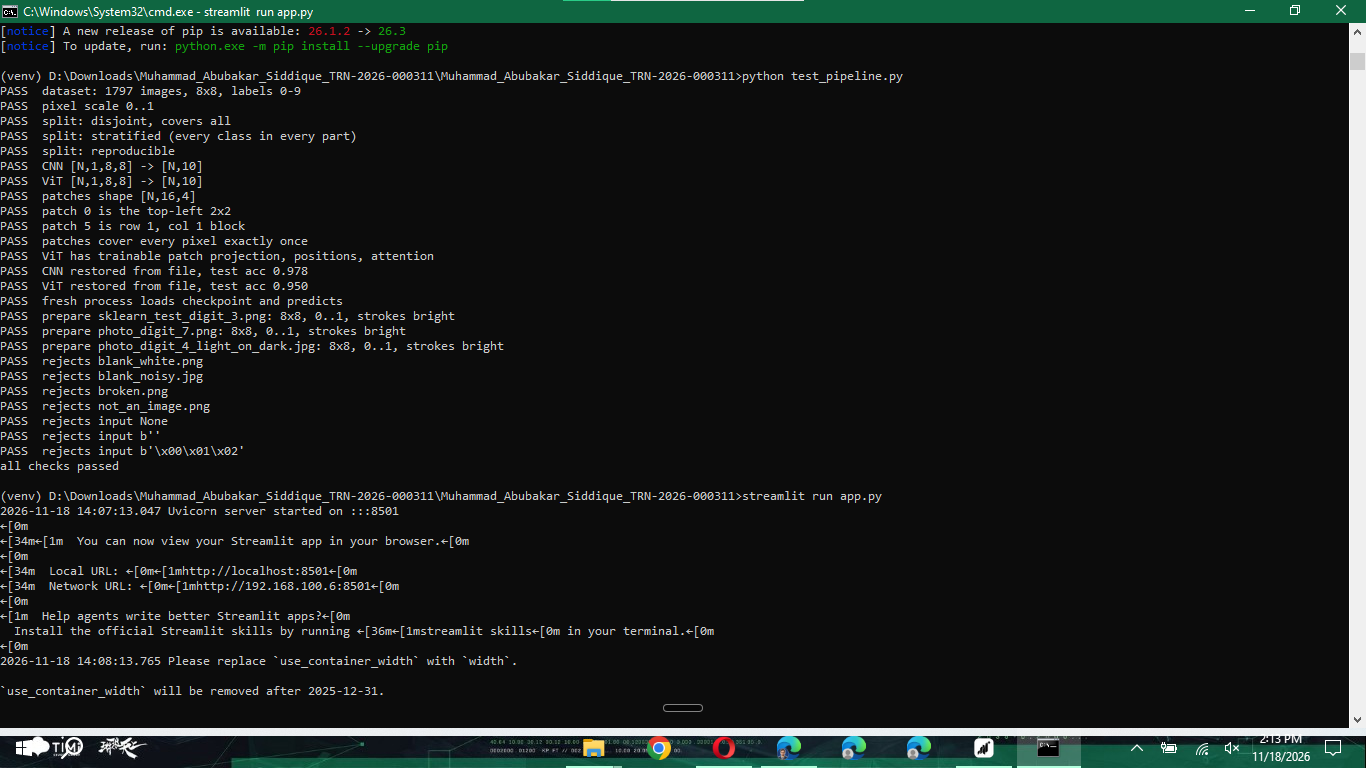 C:\Windows\System32\cmd.exe - streamlit run app.py
[notice] A new release of pip is available: 26.1.2 -> 26.3
[notice] To update, run: python.exe -m pip install --upgrade pip
(venv) D:\Downloads\Muhammad_Abubakar_Siddique_TRN-2026-000311\Muhammad_Abubakar_Siddique_TRN-2026-000311>python test_pipeline.py
PASS  dataset: 1797 images, 8x8, labels 0-9
PASS  pixel scale 0..1
PASS  split: disjoint, covers all
PASS  split: stratified (every class in every part)
PASS  split: reproducible
PASS  CNN [N,1,8,8] -> [N,10]
PASS  ViT [N,1,8,8] -> [N,10]
PASS  patches shape [N,16,4]
PASS  patch 0 is the top-left 2x2
PASS  patch 5 is row 1, col 1 block
PASS  patches cover every pixel exactly once
PASS  ViT has trainable patch projection, positions, attention
PASS  CNN restored from file, test acc 0.978
PASS  ViT restored from file, test acc 0.950
PASS  fresh process loads checkpoint and predicts
PASS  prepare sklearn_test_digit_3.png: 8x8, 0..1, strokes bright
PASS  prepare photo_digit_7.png: 8x8, 0..1, strokes bright
PASS  prepare photo_digit_4_light_on_dark.jpg: 8x8, 0..1, strokes bright
PASS  rejects blank_white.png
PASS  rejects blank_noisy.jpg
PASS  rejects broken.png
PASS  rejects not_an_image.png
PASS  rejects input None
PASS  rejects input b''
PASS  rejects input b'\x00\x01\x02'
all checks passed
(venv) D:\Downloads\Muhammad_Abubakar_Siddique_TRN-2026-000311\Muhammad_Abubakar_Siddique_TRN-2026-000311>streamlit run app.py
2026-11-18 14:07:13.047 Uvicorn server started on :::8501
←[0m
←[34m←[1m  You can now view your Streamlit app in your browser.←[0m
←[0m
←[34m  Local URL: ←[0m←[1mhttp://localhost:8501←[0m
←[34m  Network URL: ←[0m←[1mhttp://192.168.100.6:8501←[0m
←[0m
←[1m  Help agents write better Streamlit apps?←[0m
  Install the official Streamlit skills by running ←[36m←[1mstreamlit skills←[0m in your terminal.←[0m
←[0m
2026-11-18 14:08:13.765 Please replace `use_container_width` with `width`.
`use_container_width` will be removed after 2025-12-31.
TiMi
2:13 PM
11/18/2026